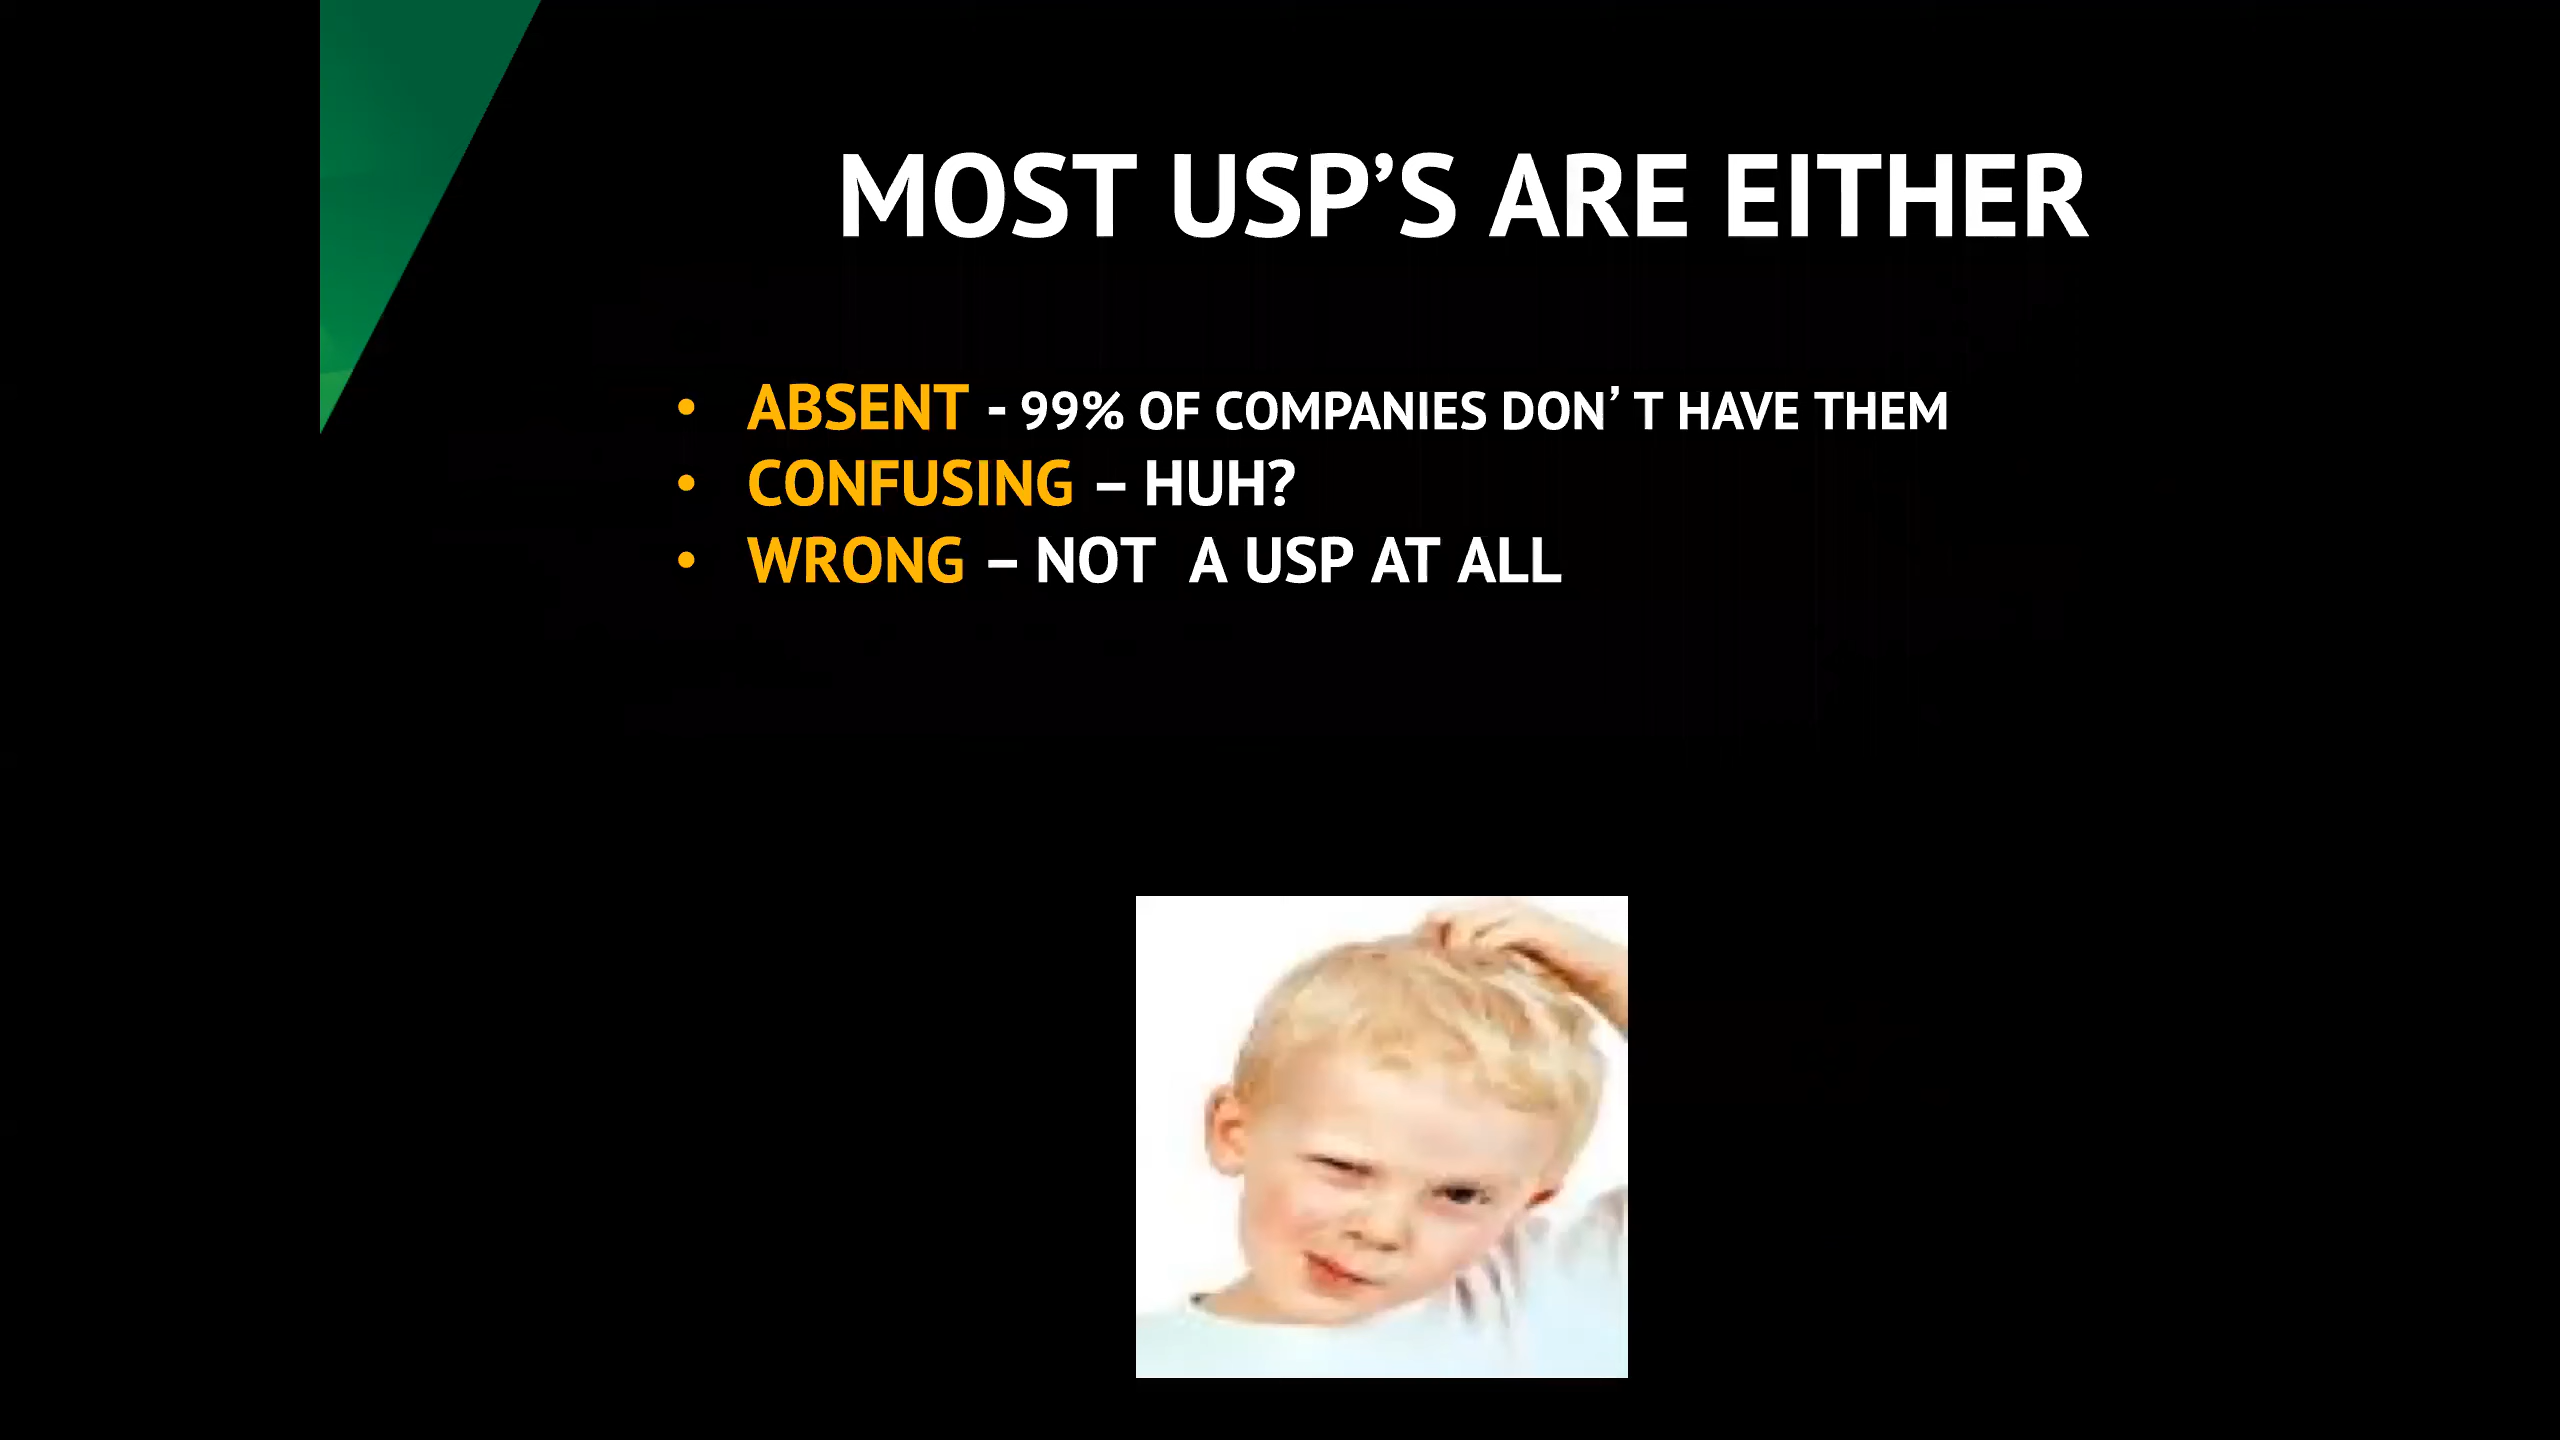 MOST USP’S ARE EITHER
• ABSENT - 99% OF COMPANIES DON’ T HAVE THEM
• CONFUSING – HUH?
• WRONG – NOT  A USP AT ALL